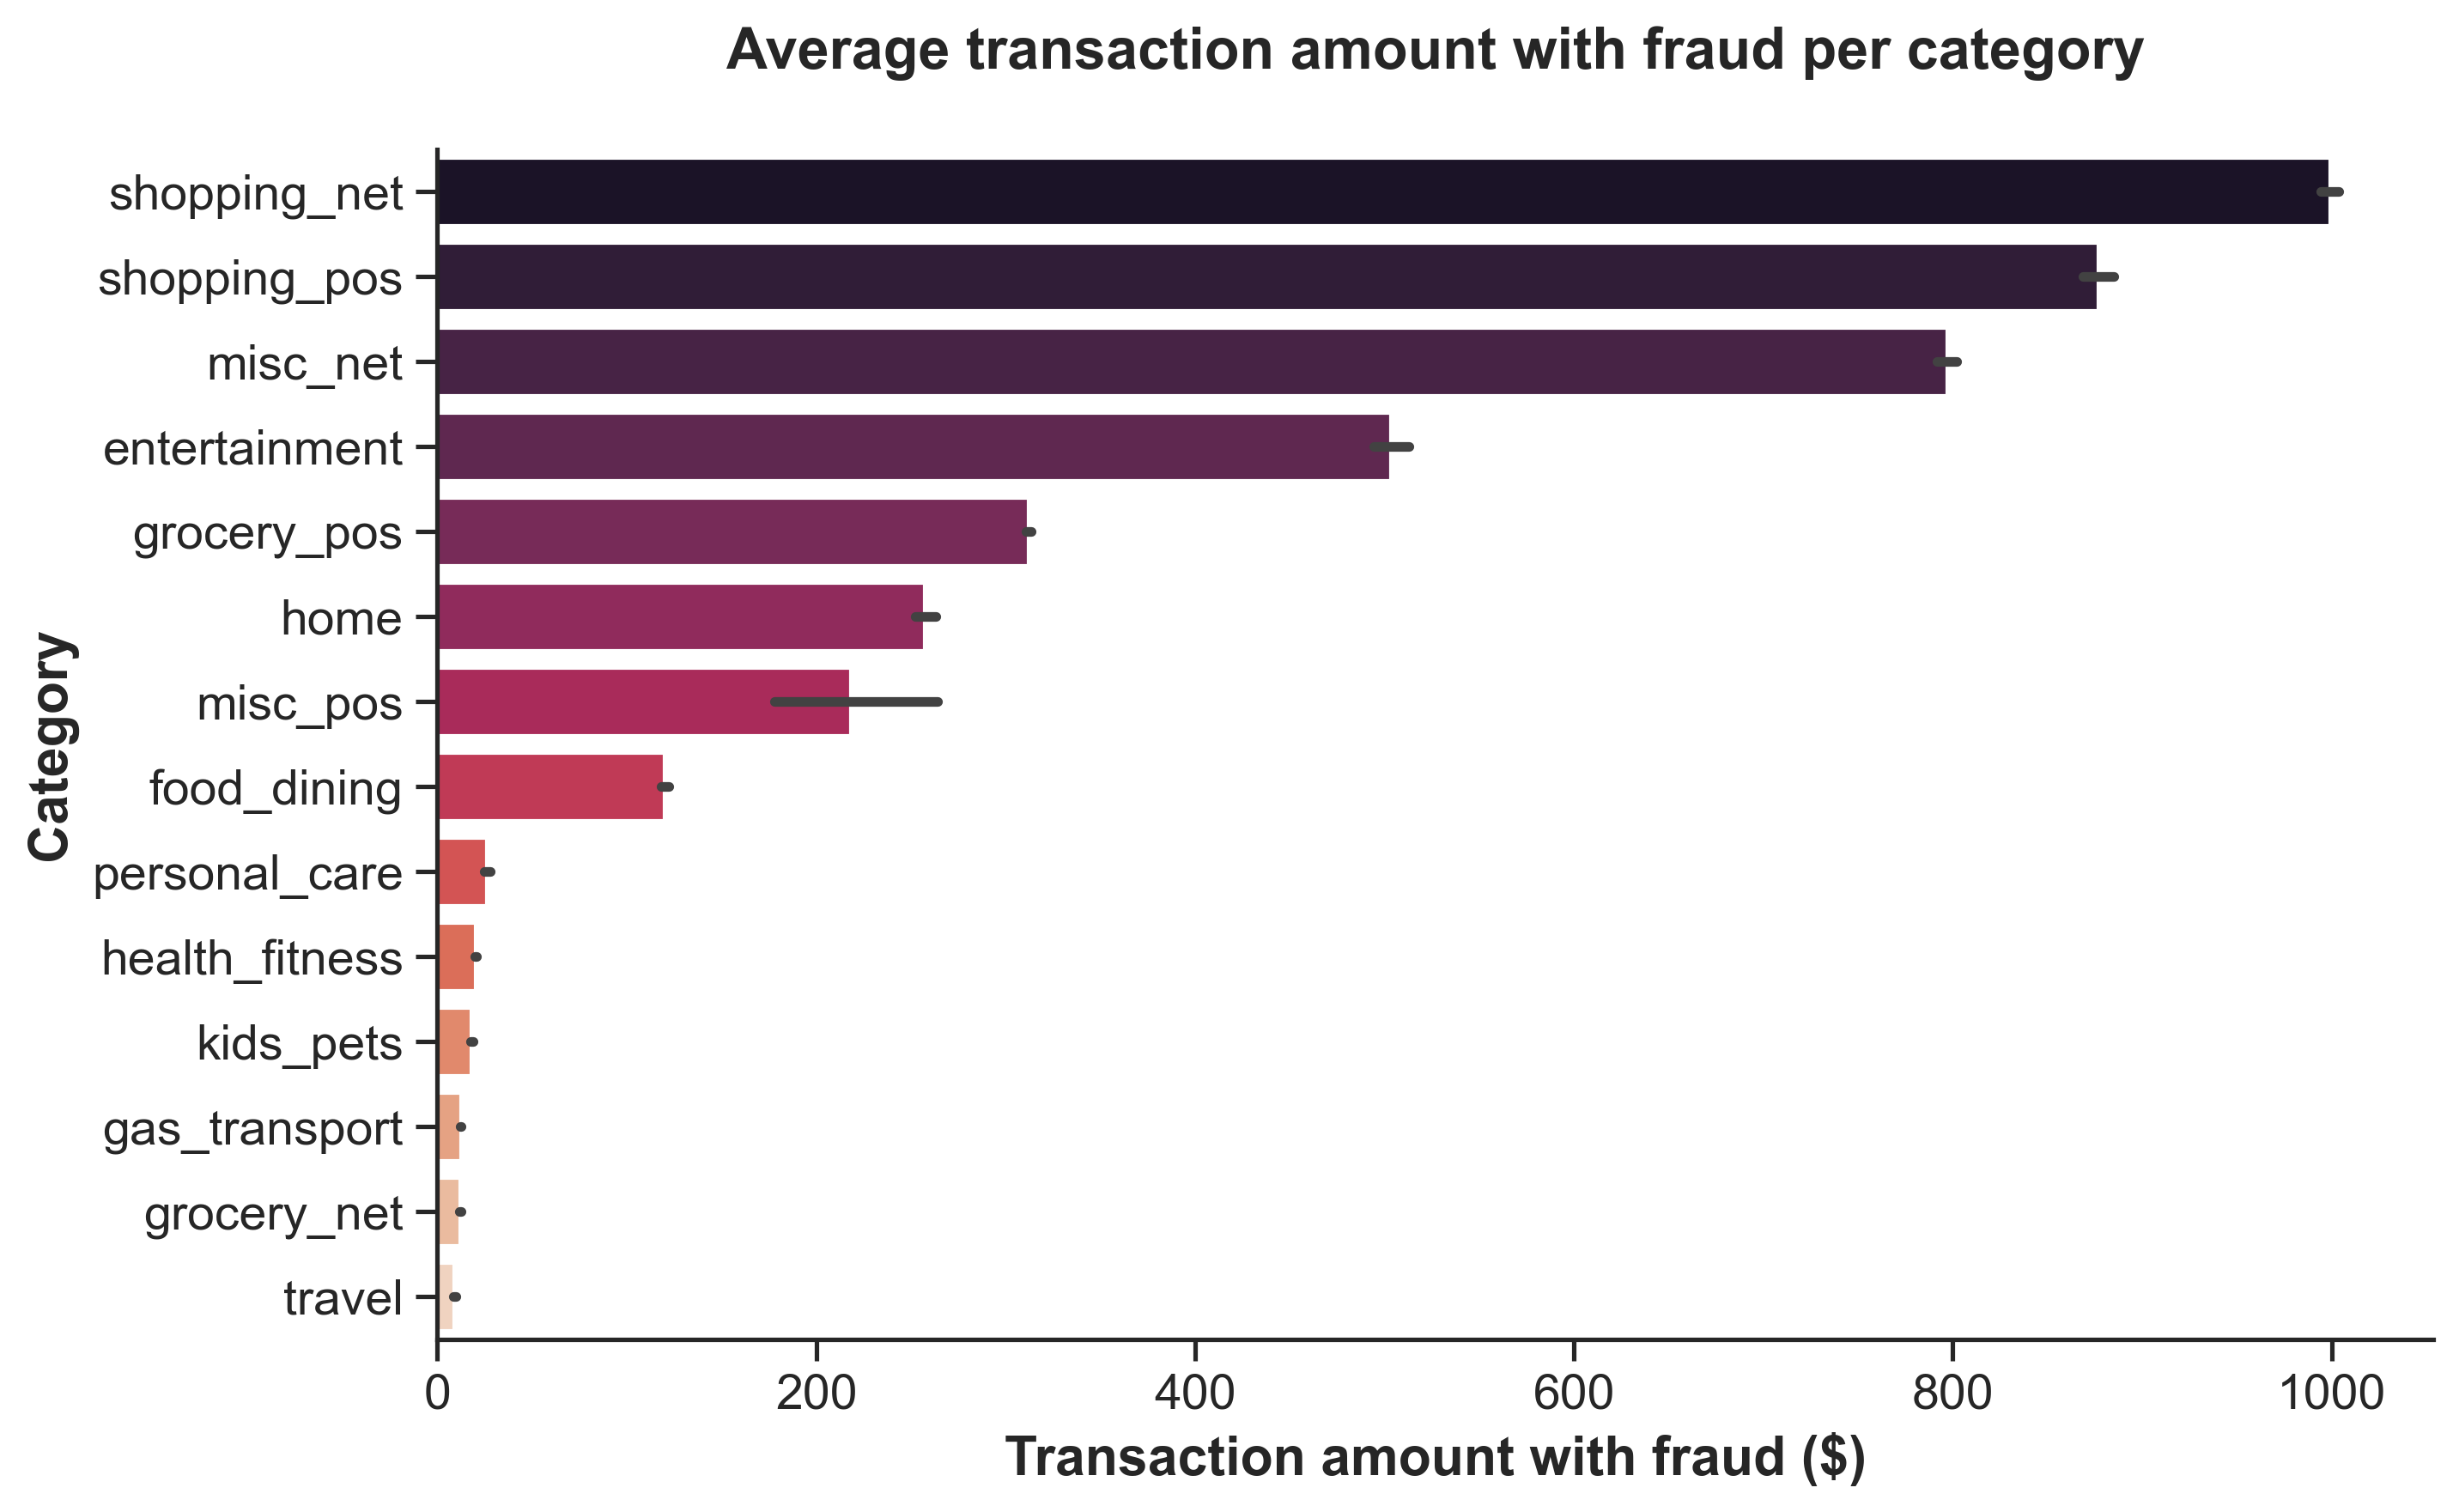 Average transaction amount with fraud per category
shopping_net
shopping_pos
misc_net
entertainment
grocery_pos
home
misc_pos
food_dining
personal_care
health_fitness
kids_pets
gas_transport
grocery_net
travel
Category
0 200 400 600 800 1000
Transaction amount with fraud ($)